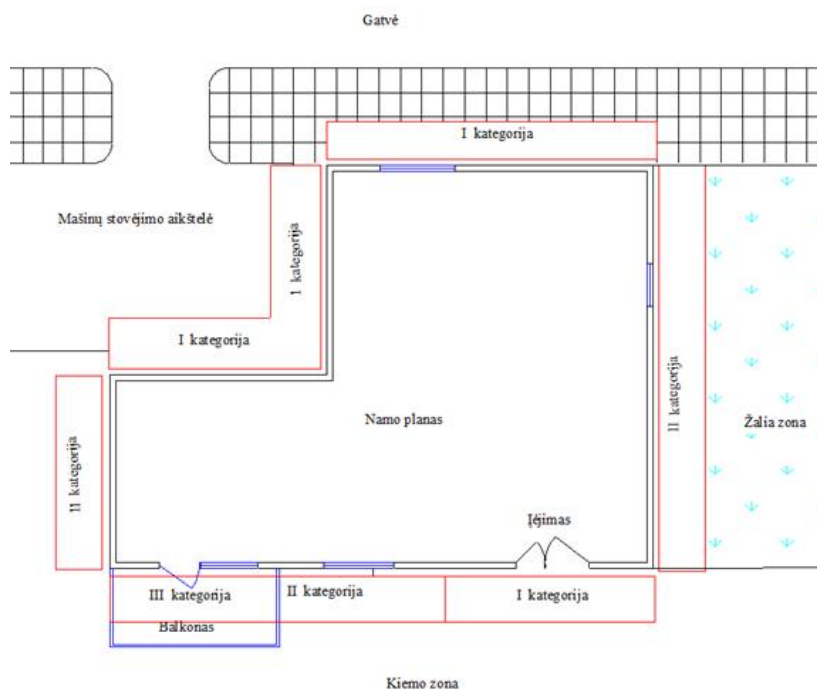 Gatvė
I kategorija
Mašinų stovėjimo aikštelė
I kategorija
I kategorija
II kategorija
II kategorija
Namo planas
Žalia zona
Įėjimas
III kategorija
II kategorija
I kategorija
Balkonas
Kiemo zona